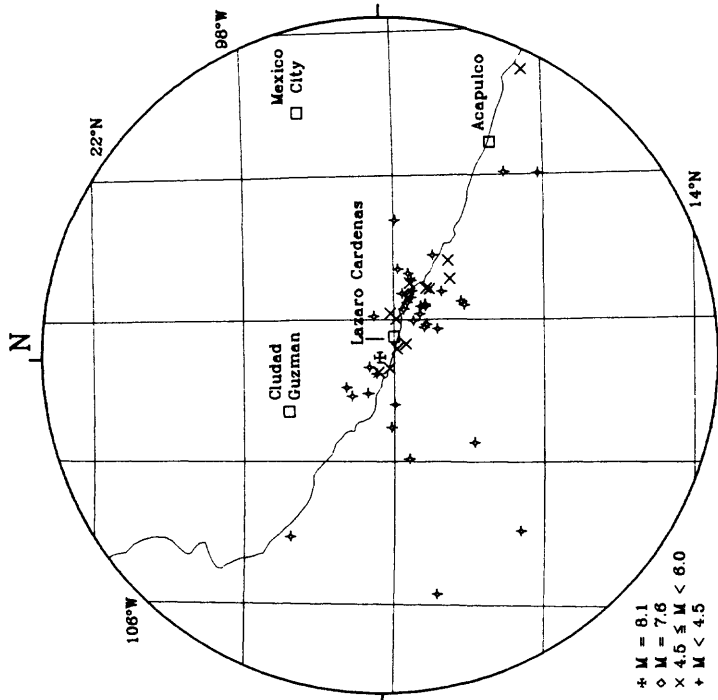 N
98°W
22°N
Mexico
City
Acapulco
Lazaro Cardenas
Ciudad
Guzman
14°N
106°W
M = 8.1
M = 7.6
× 4.5 ≦ M < 6.0
+ M < 4.5